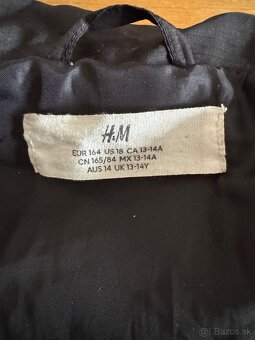 H&M
EUR 164 US 18 CA 13-14A
CN 165/84 MX 13-14A
AUS 14 UK 13-14Y
Bazos.sk